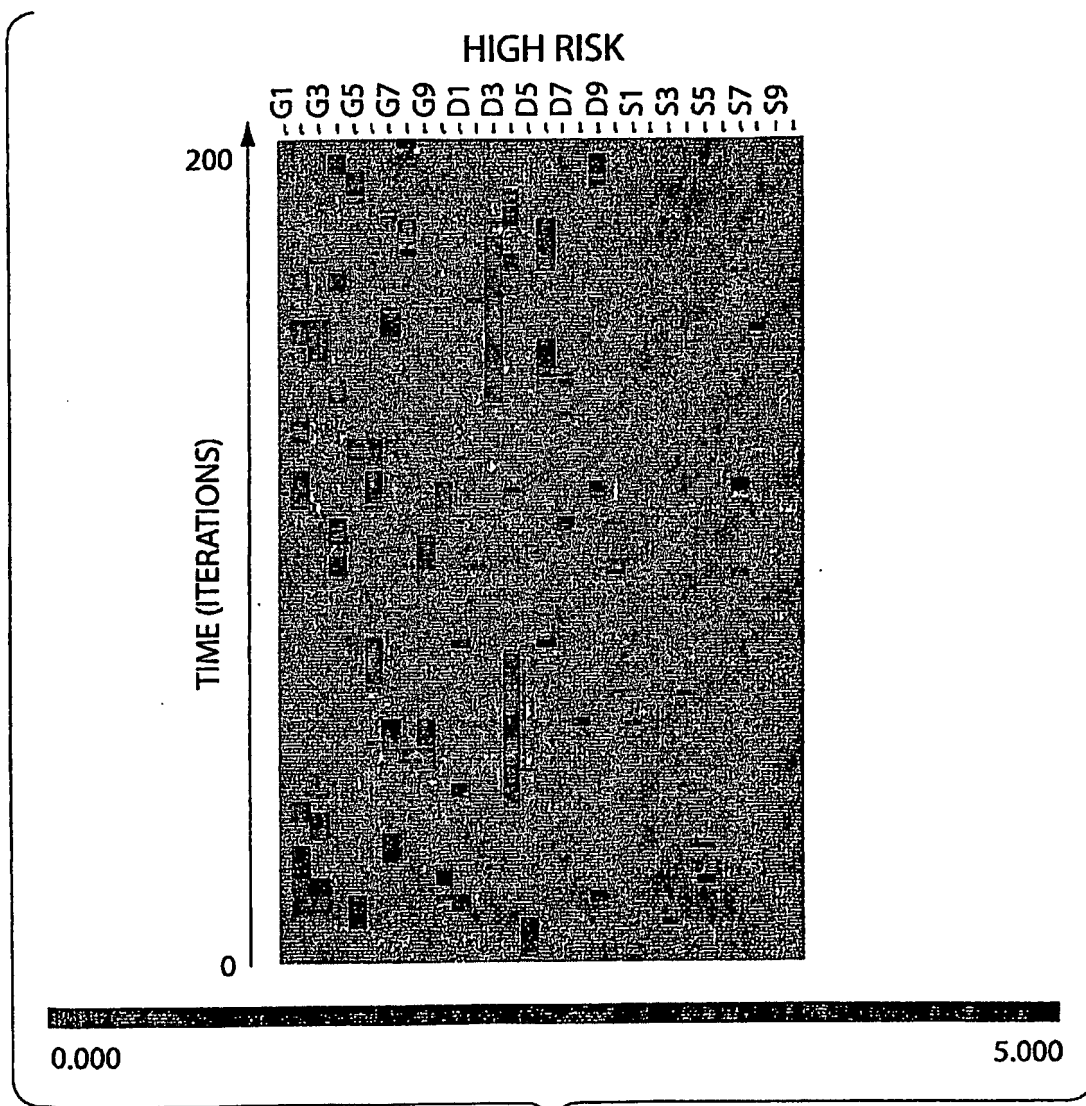 HIGH RISK
G1 G3 G5 G7 G9 D1 D3 D5 D7 D9 S1 S3 S5 S7 S9
200
TIME (ITERATIONS)
0
0.000 5.000